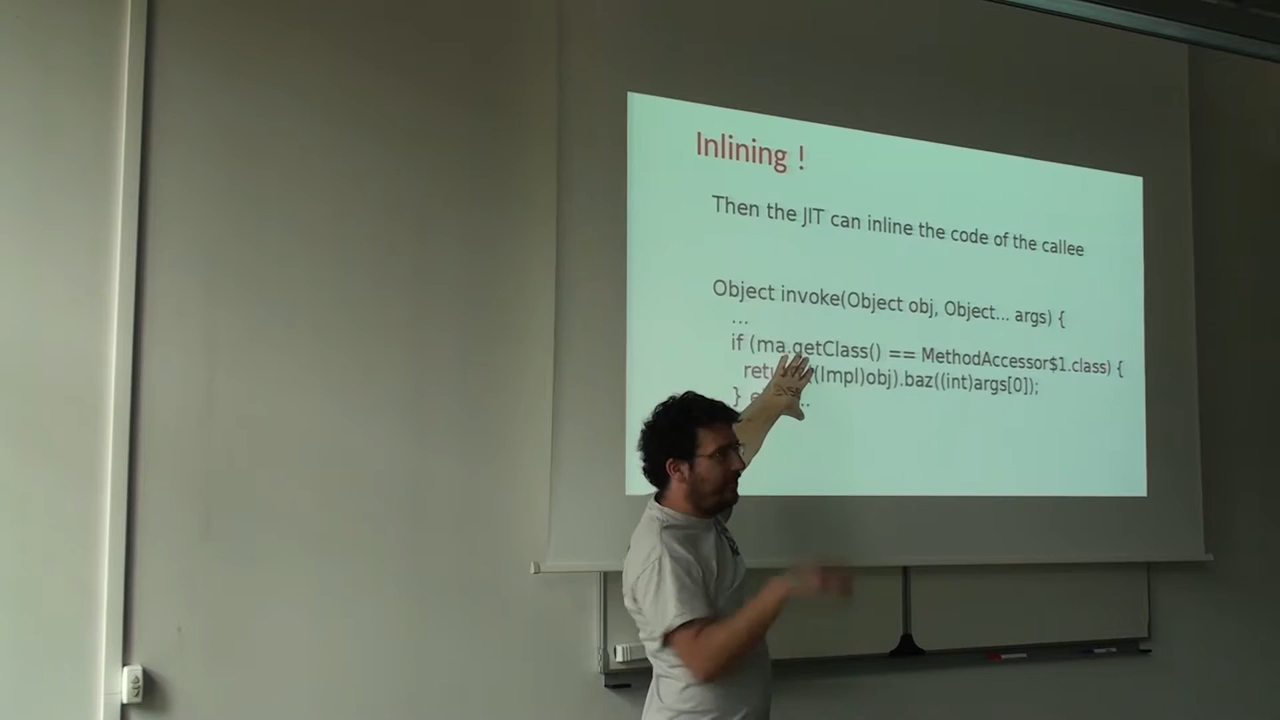 Inlining !
Then the JIT can inline the code of the callee
Object invoke(Object obj, Object... args) {
...
if (ma.getClass() == MethodAccessor$1.class) {
(Impl)obj).baz((int)args[0]);
}